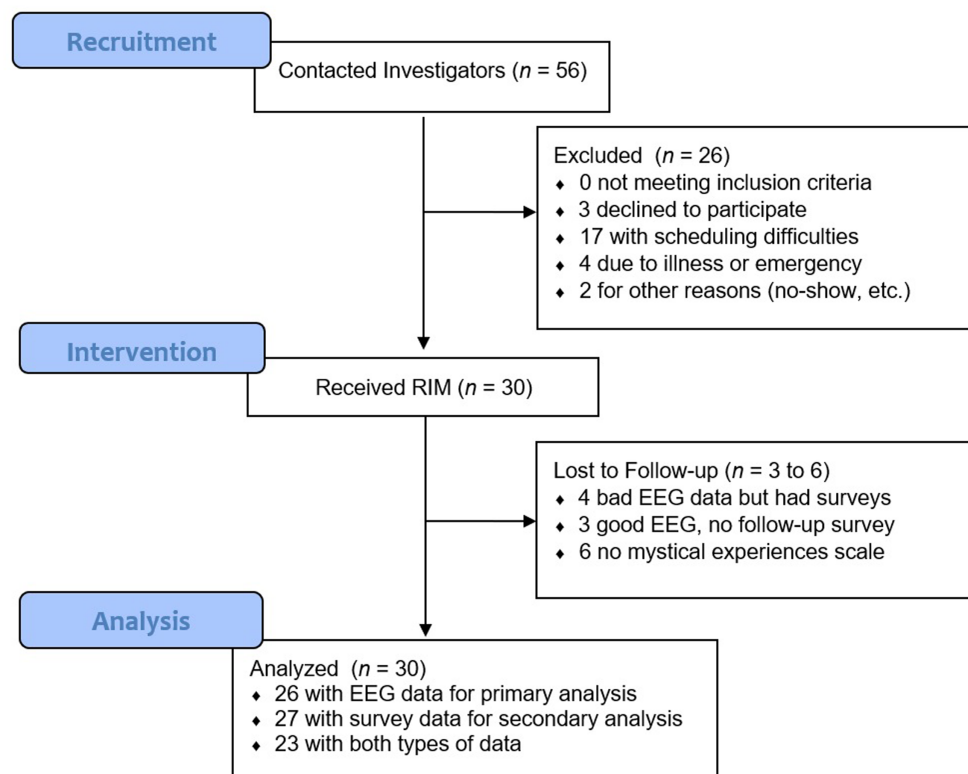 Recruitment
Contacted Investigators (n = 56)
Excluded (n = 26)
♦ 0 not meeting inclusion criteria
♦ 3 declined to participate
♦ 17 with scheduling difficulties
♦ 4 due to illness or emergency
♦ 2 for other reasons (no-show, etc.)
Intervention
Received RIM (n = 30)
Lost to Follow-up (n = 3 to 6)
♦ 4 bad EEG data but had surveys
♦ 3 good EEG, no follow-up survey
♦ 6 no mystical experiences scale
Analysis
Analyzed (n = 30)
♦ 26 with EEG data for primary analysis
♦ 27 with survey data for secondary analysis
♦ 23 with both types of data